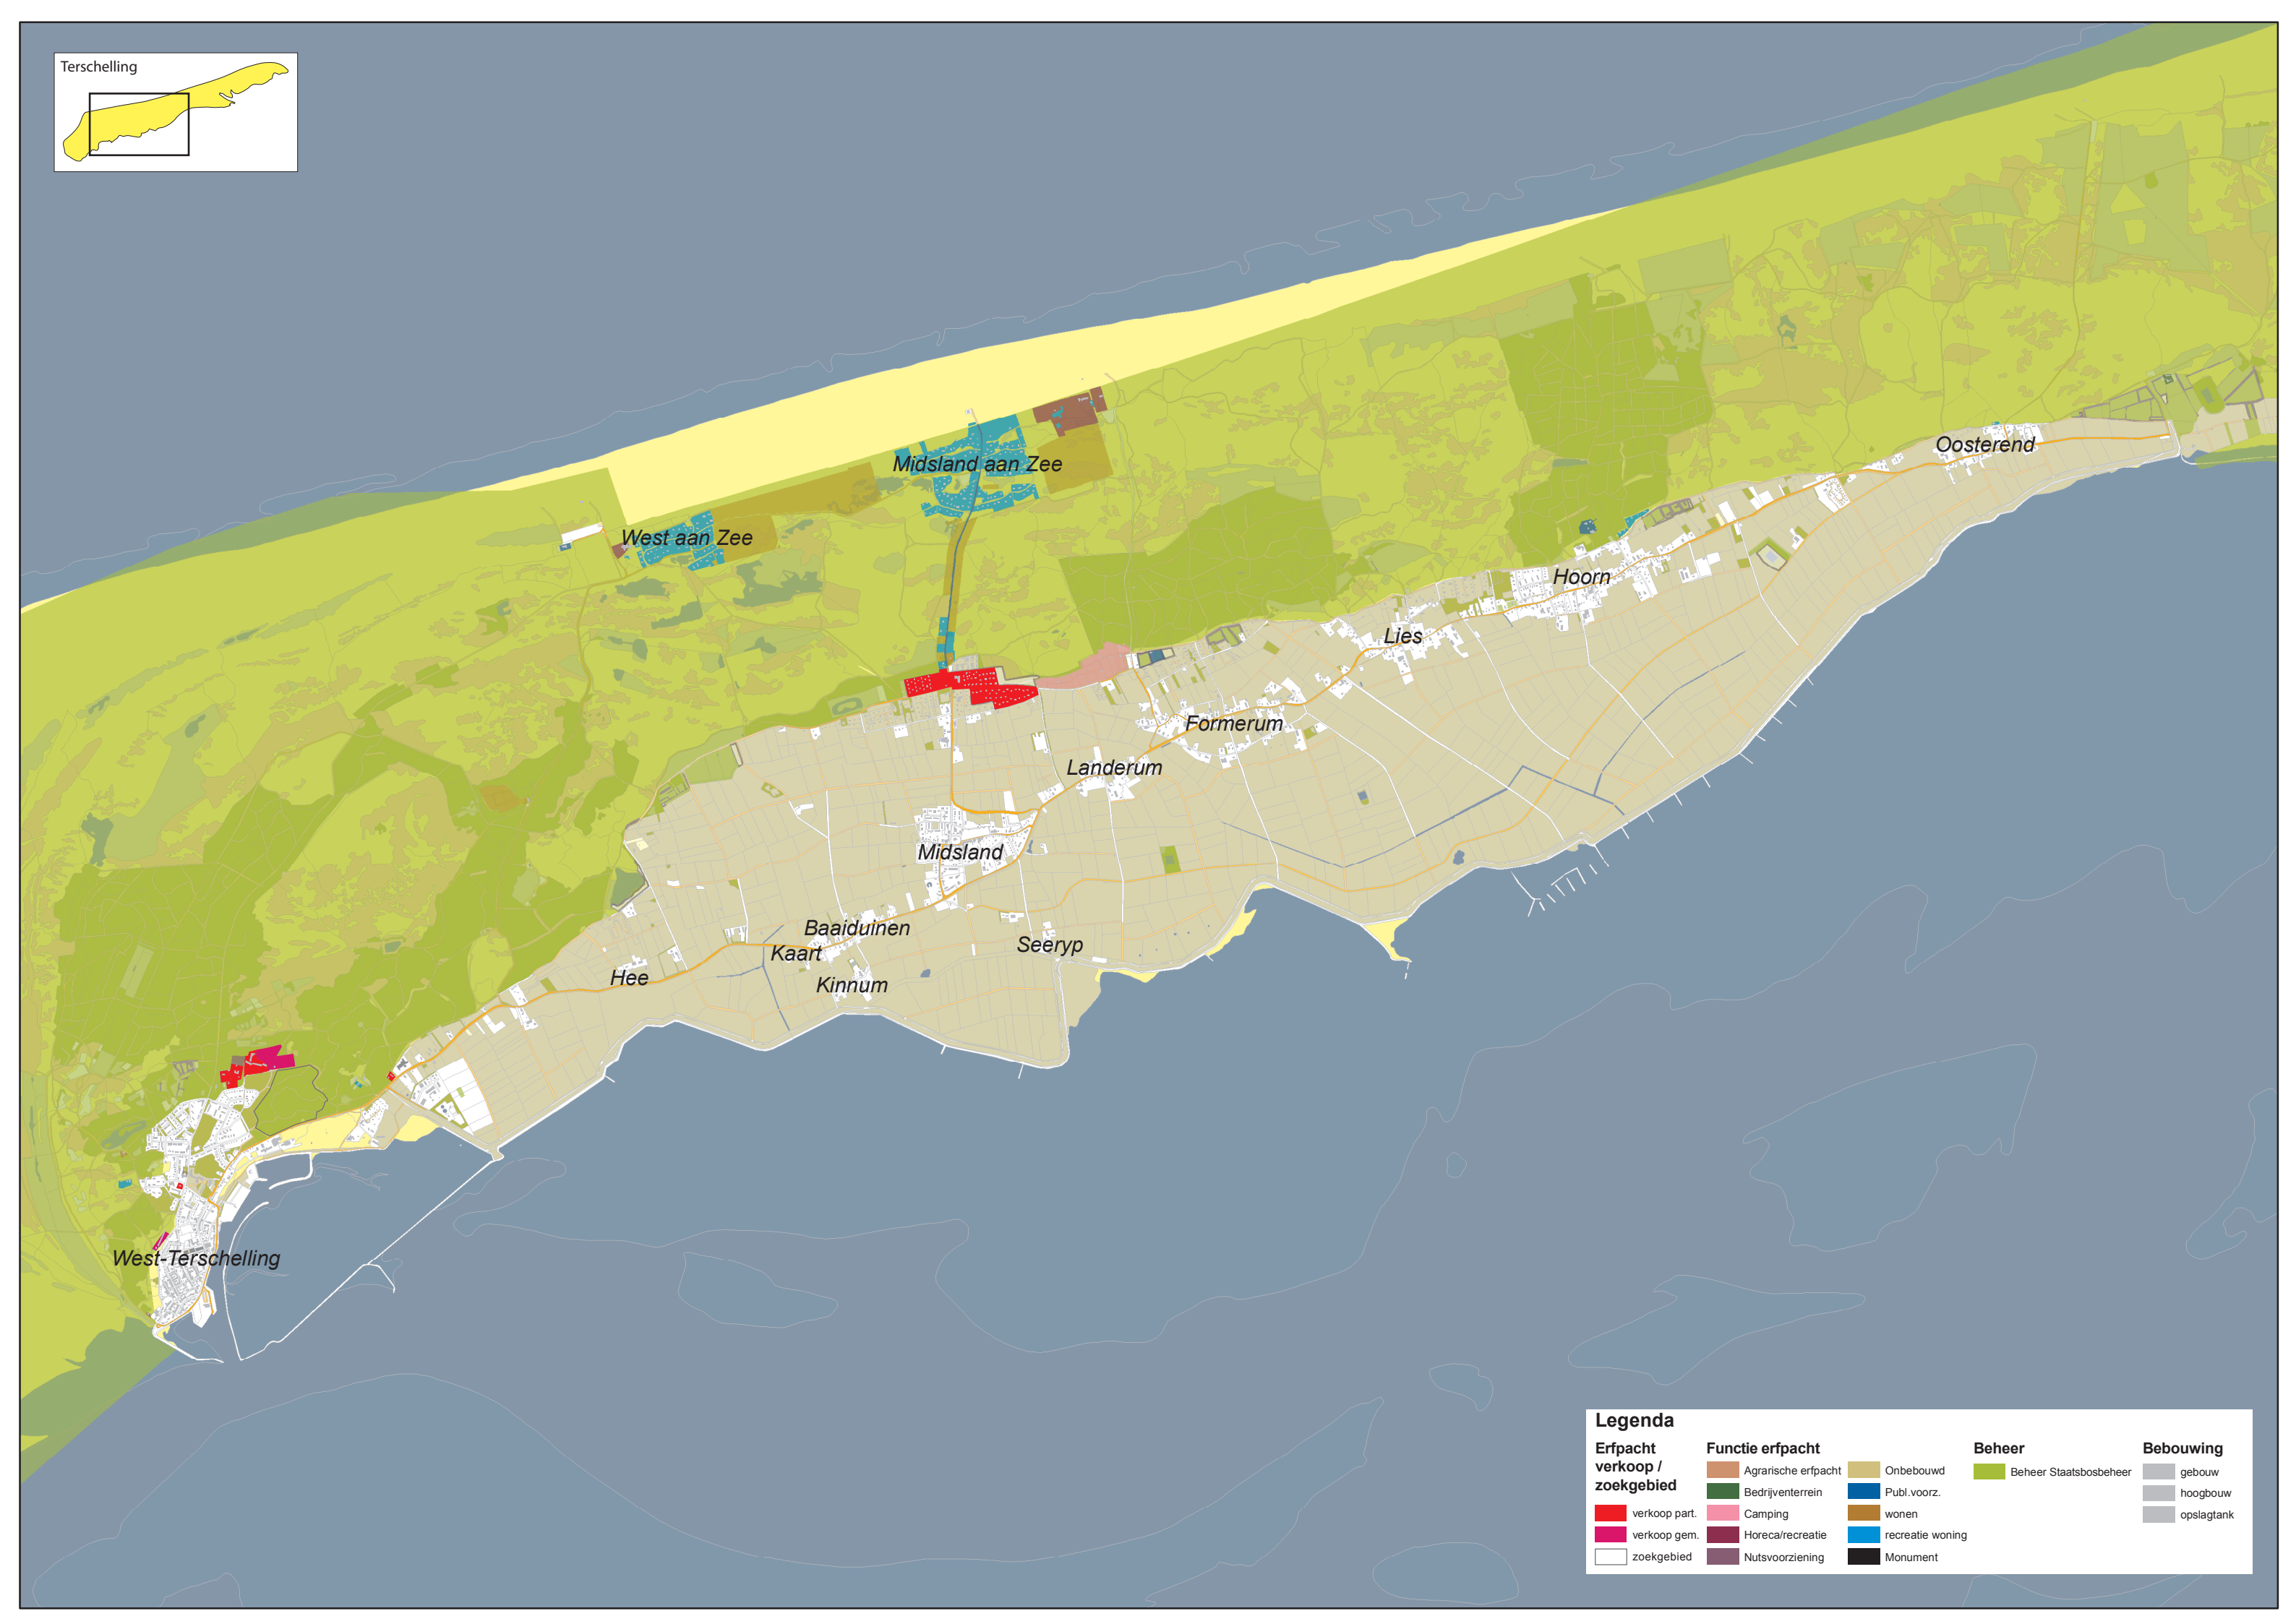 Terschelling
Midsland aan Zee
West aan Zee
Oosterend
Hoorn
Lies
Formerum
Landerum
Midsland
Baaiduinen
Kaart
Seeryp
Hee
Kinnum
West-Terschelling
Legenda
Erfpacht
verkoop /
zoekgebied
verkoop part.
verkoop gem.
zoekgebied
Functie erfpacht
Agrarische erfpacht
Bedrijventerrein
Camping
Horeca/recreatie
Nutsvoorziening
Onbebouwd
Publ.voorz.
wonen
recreatie woning
Monument
Beheer
Beheer Staatsbosbeheer
Bebouwing
gebouw
hoogbouw
opslagtank